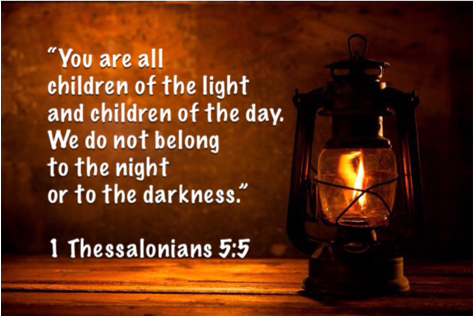 “You are all
children of the light
and children of the day.
We do not belong
to the night
or to the darkness.”
1 Thessalonians 5:5